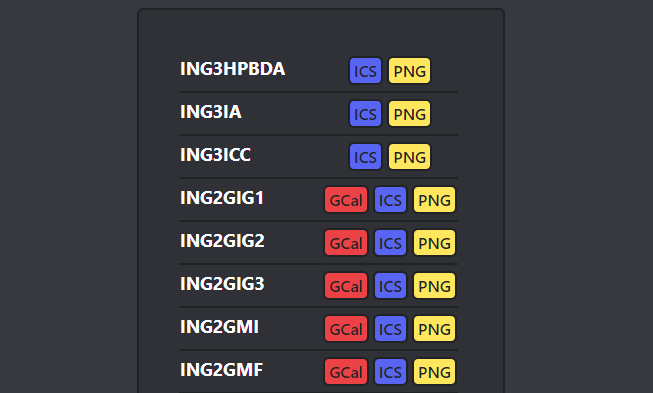 ING3HPBDA ICS PNG
ING3IA ICS PNG
ING3ICC ICS PNG
ING2GIG1 GCal ICS PNG
ING2GIG2 GCal ICS PNG
ING2GIG3 GCal ICS PNG
ING2GMI GCal ICS PNG
ING2GMF GCal ICS PNG